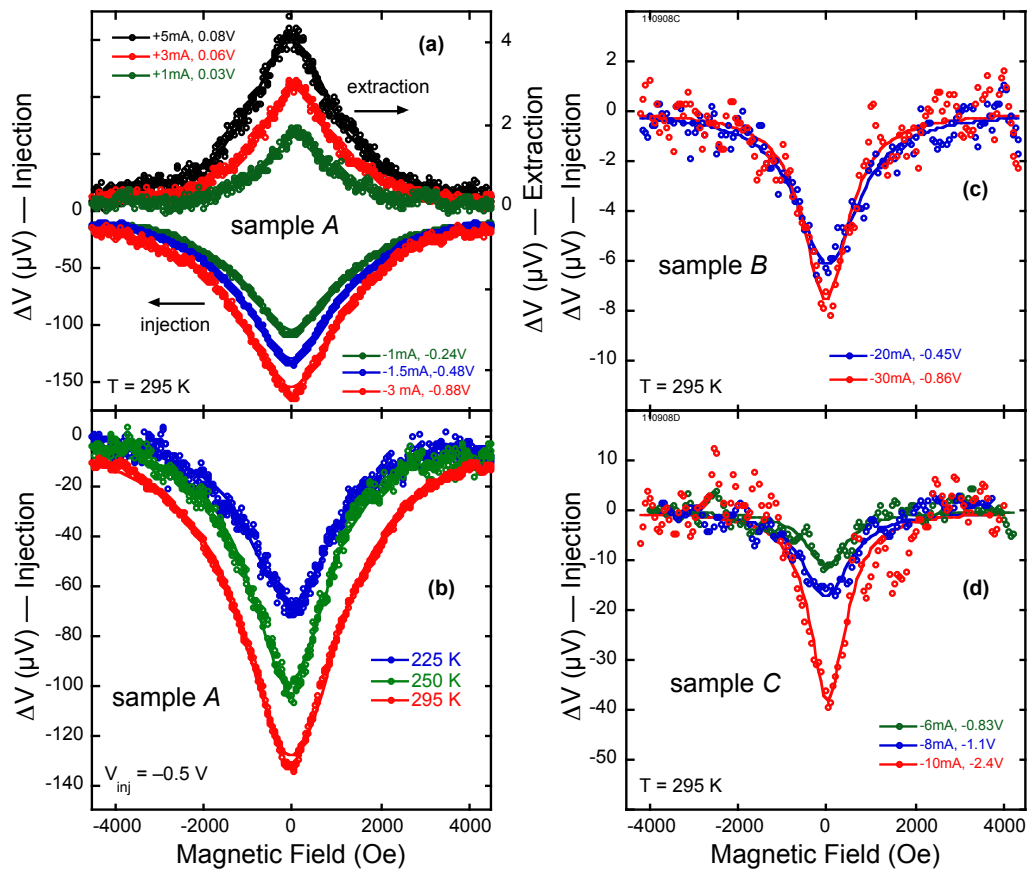 +5mA, 0.08V
+3mA, 0.06V
+1mA, 0.03V
(a)
extraction
4
2
0
ΔV (µV) — Extraction
0
-50
-100
-150
ΔV (µV) — Injection
sample A
injection
-1mA, -0.24V
-1.5mA,-0.48V
-3 mA, -0.88V
T = 295 K
0
-20
-40
-60
-80
-100
-120
-140
ΔV (µV) — Injection
(b)
225 K
250 K
295 K
sample A
Vinj = –0.5 V
-4000
-2000
0
2000
4000
Magnetic Field (Oe)
110908C
2
0
-2
-4
-6
-8
-10
ΔV (µV) — Injection
(c)
sample B
-20mA, -0.45V
-30mA, -0.86V
T = 295 K
110908D
10
0
-10
-20
-30
-40
-50
ΔV (µV) — Injection
(d)
sample C
-6mA, -0.83V
-8mA, -1.1V
-10mA, -2.4V
T = 295 K
-4000
-2000
0
2000
4000
Magnetic Field (Oe)